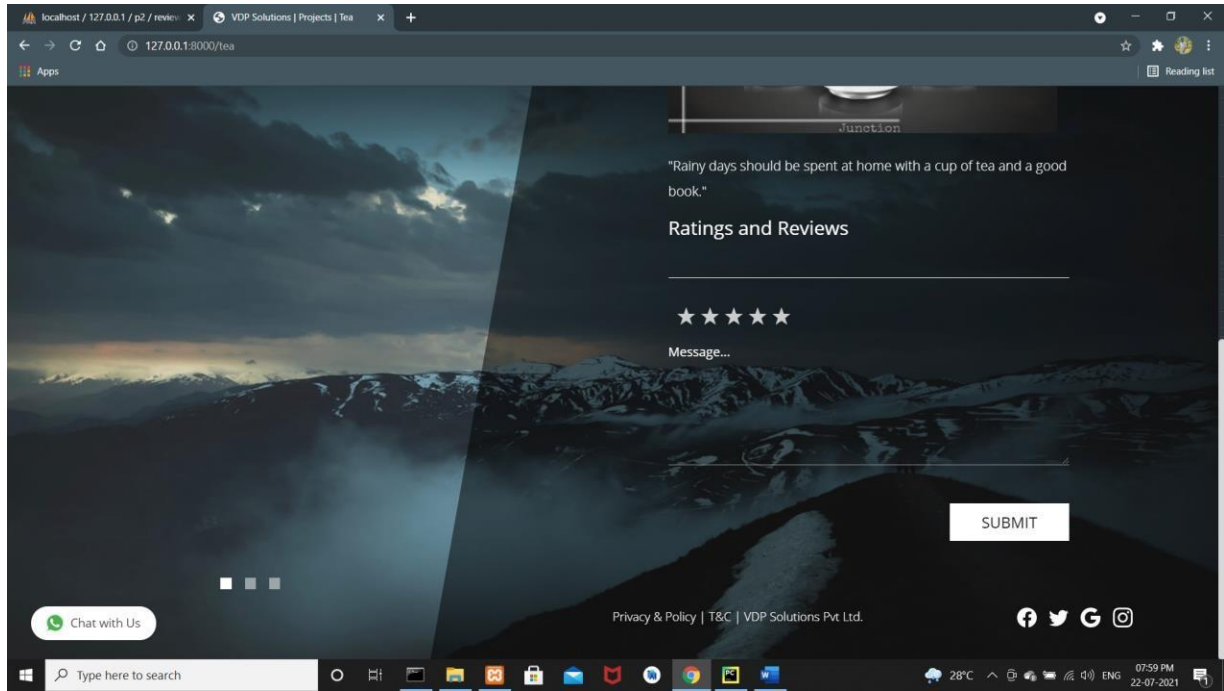 localhost / 127.0.0.1 / p2 / review
VDP Solutions | Projects | Tea
127.0.0.1:8000/tea
Apps
Reading list
Junction
"Rainy days should be spent at home with a cup of tea and a good
book."
Ratings and Reviews
Message...
SUBMIT
Chat with Us
Privacy & Policy | T&C | VDP Solutions Pvt Ltd.
Type here to search
28°C
ENG
07:59 PM
22-07-2021